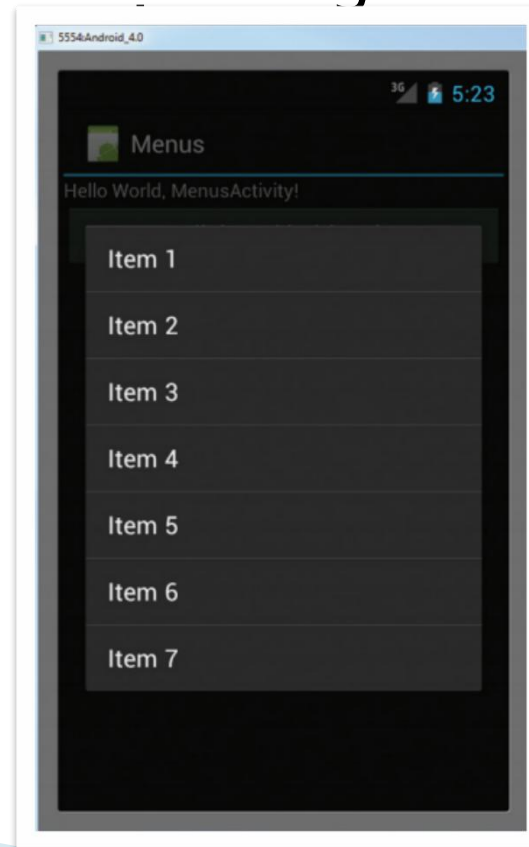 5554:Android_4.0
3G 5:23
Menus
Hello World, MenusActivity!
Item 1
Item 2
Item 3
Item 4
Item 5
Item 6
Item 7